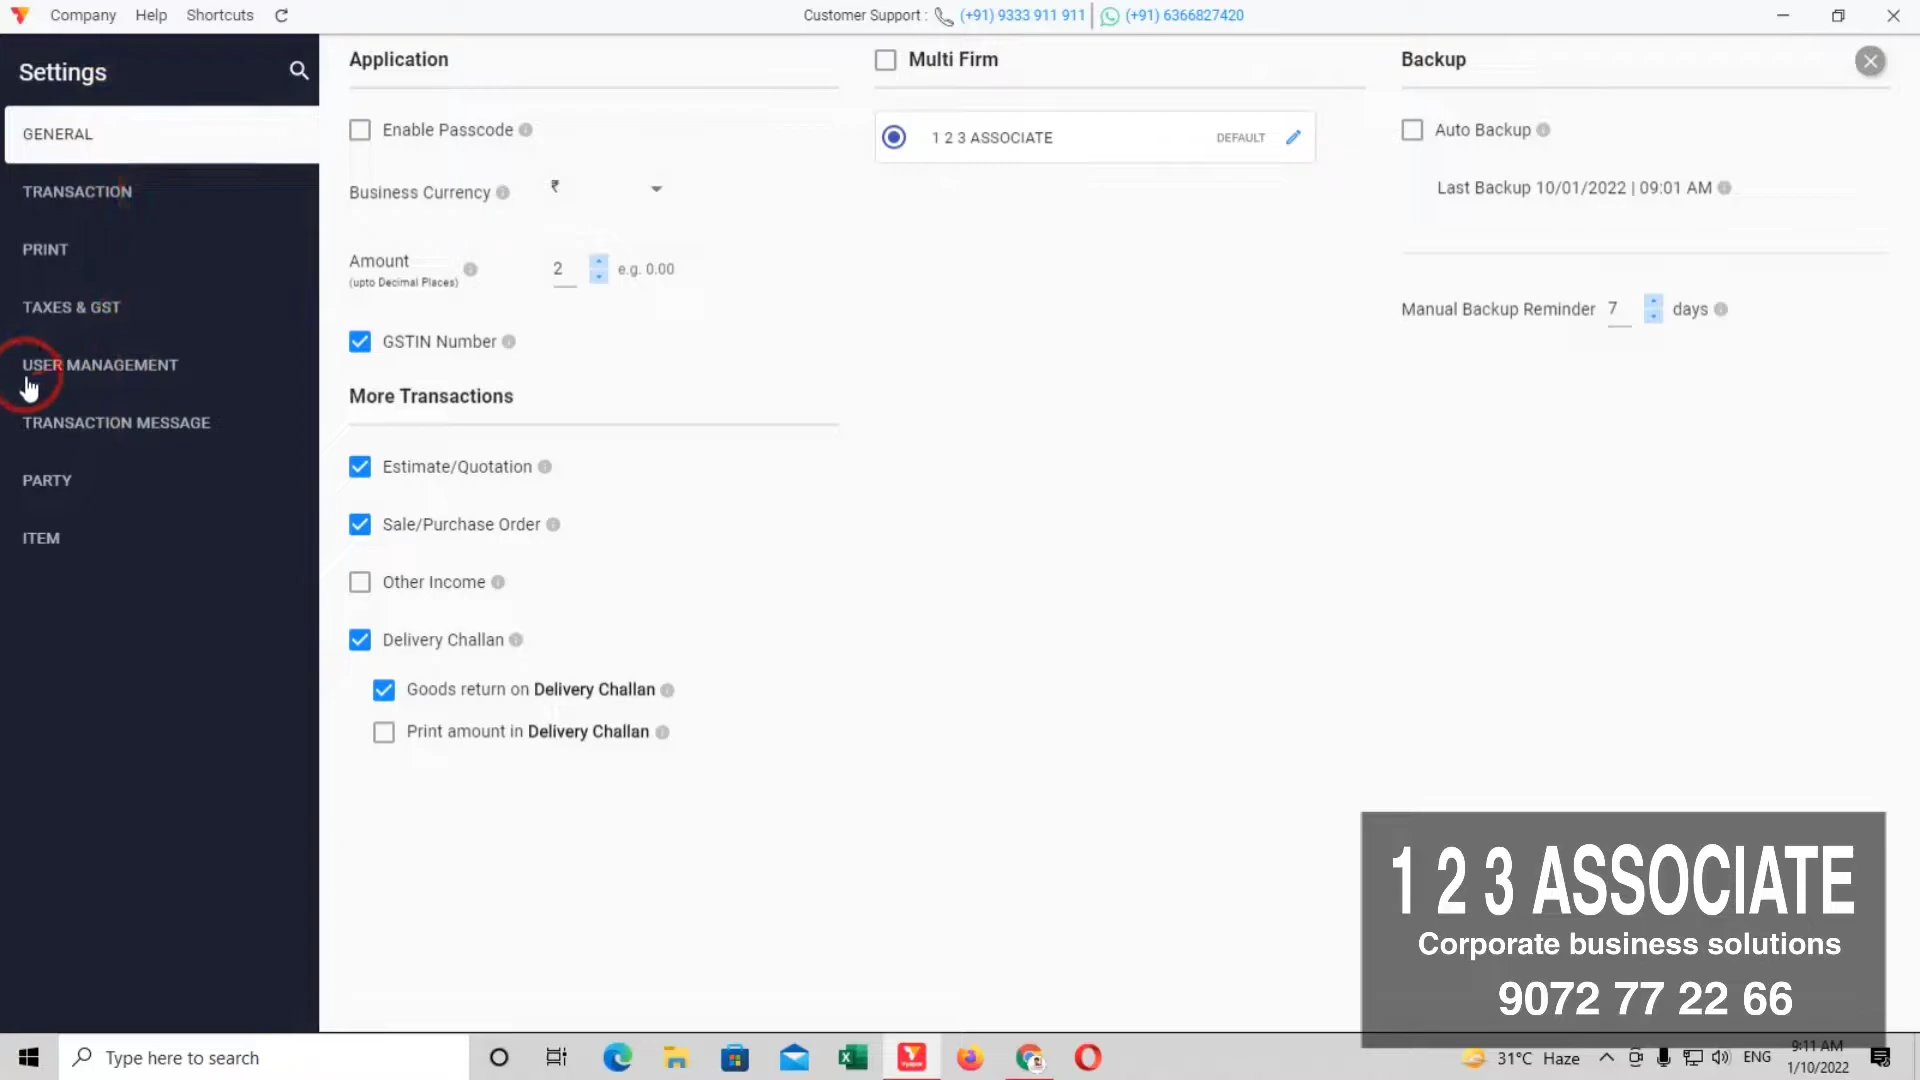 Company Help Shortcuts
Customer Support : (+91) 9333 911 911 | (+91) 6366827420
Settings
GENERAL
TRANSACTION
PRINT
TAXES & GST
USER MANAGEMENT
TRANSACTION MESSAGE
PARTY
ITEM
Application
Enable Passcode
Business Currency ₹
Amount
(upto Decimal Places)
2 e.g. 0.00
GSTIN Number
More Transactions
Estimate/Quotation
Sale/Purchase Order
Other Income
Delivery Challan
Goods return on Delivery Challan
Print amount in Delivery Challan
Multi Firm
1 2 3 ASSOCIATE DEFAULT
Backup
Auto Backup
Last Backup 10/01/2022 | 09:01 AM
Manual Backup Reminder 7 days
1 2 3 ASSOCIATE
Corporate business solutions
9072 77 22 66
Type here to search
31°C Haze
ENG
9:11 AM
1/10/2022